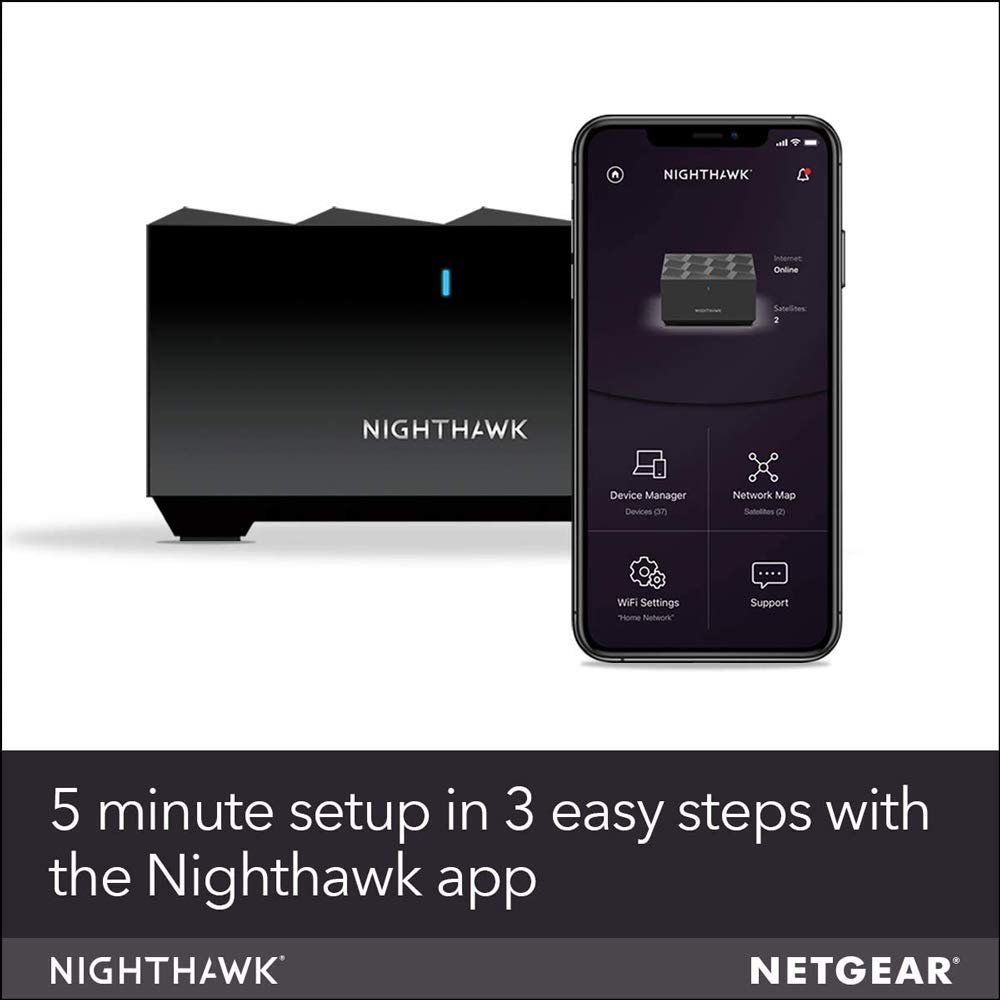 NIGHTHAWK
NIGHTHAWK
Internet:
Online
Satellites:
2
NIGHTHAWK
Device Manager
Devices (37)
Network Map
Satellites (2)
WiFi Settings
"Home Network"
Support
5 minute setup in 3 easy steps with
the Nighthawk app
NIGHTHAWK®
NETGEAR®